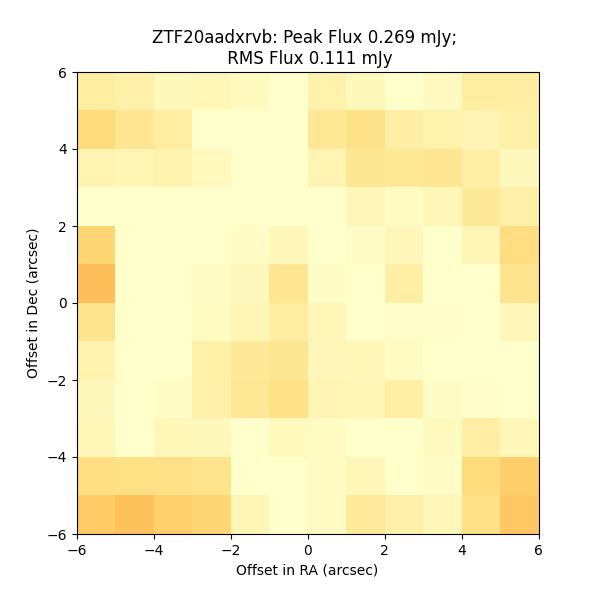 ZTF20aadxrvb: Peak Flux 0.269 mJy;
RMS Flux 0.111 mJy
6
4
2
0
−2
−4
−6
Offset in Dec (arcsec)
−6 −4 −2 0 2 4 6
Offset in RA (arcsec)